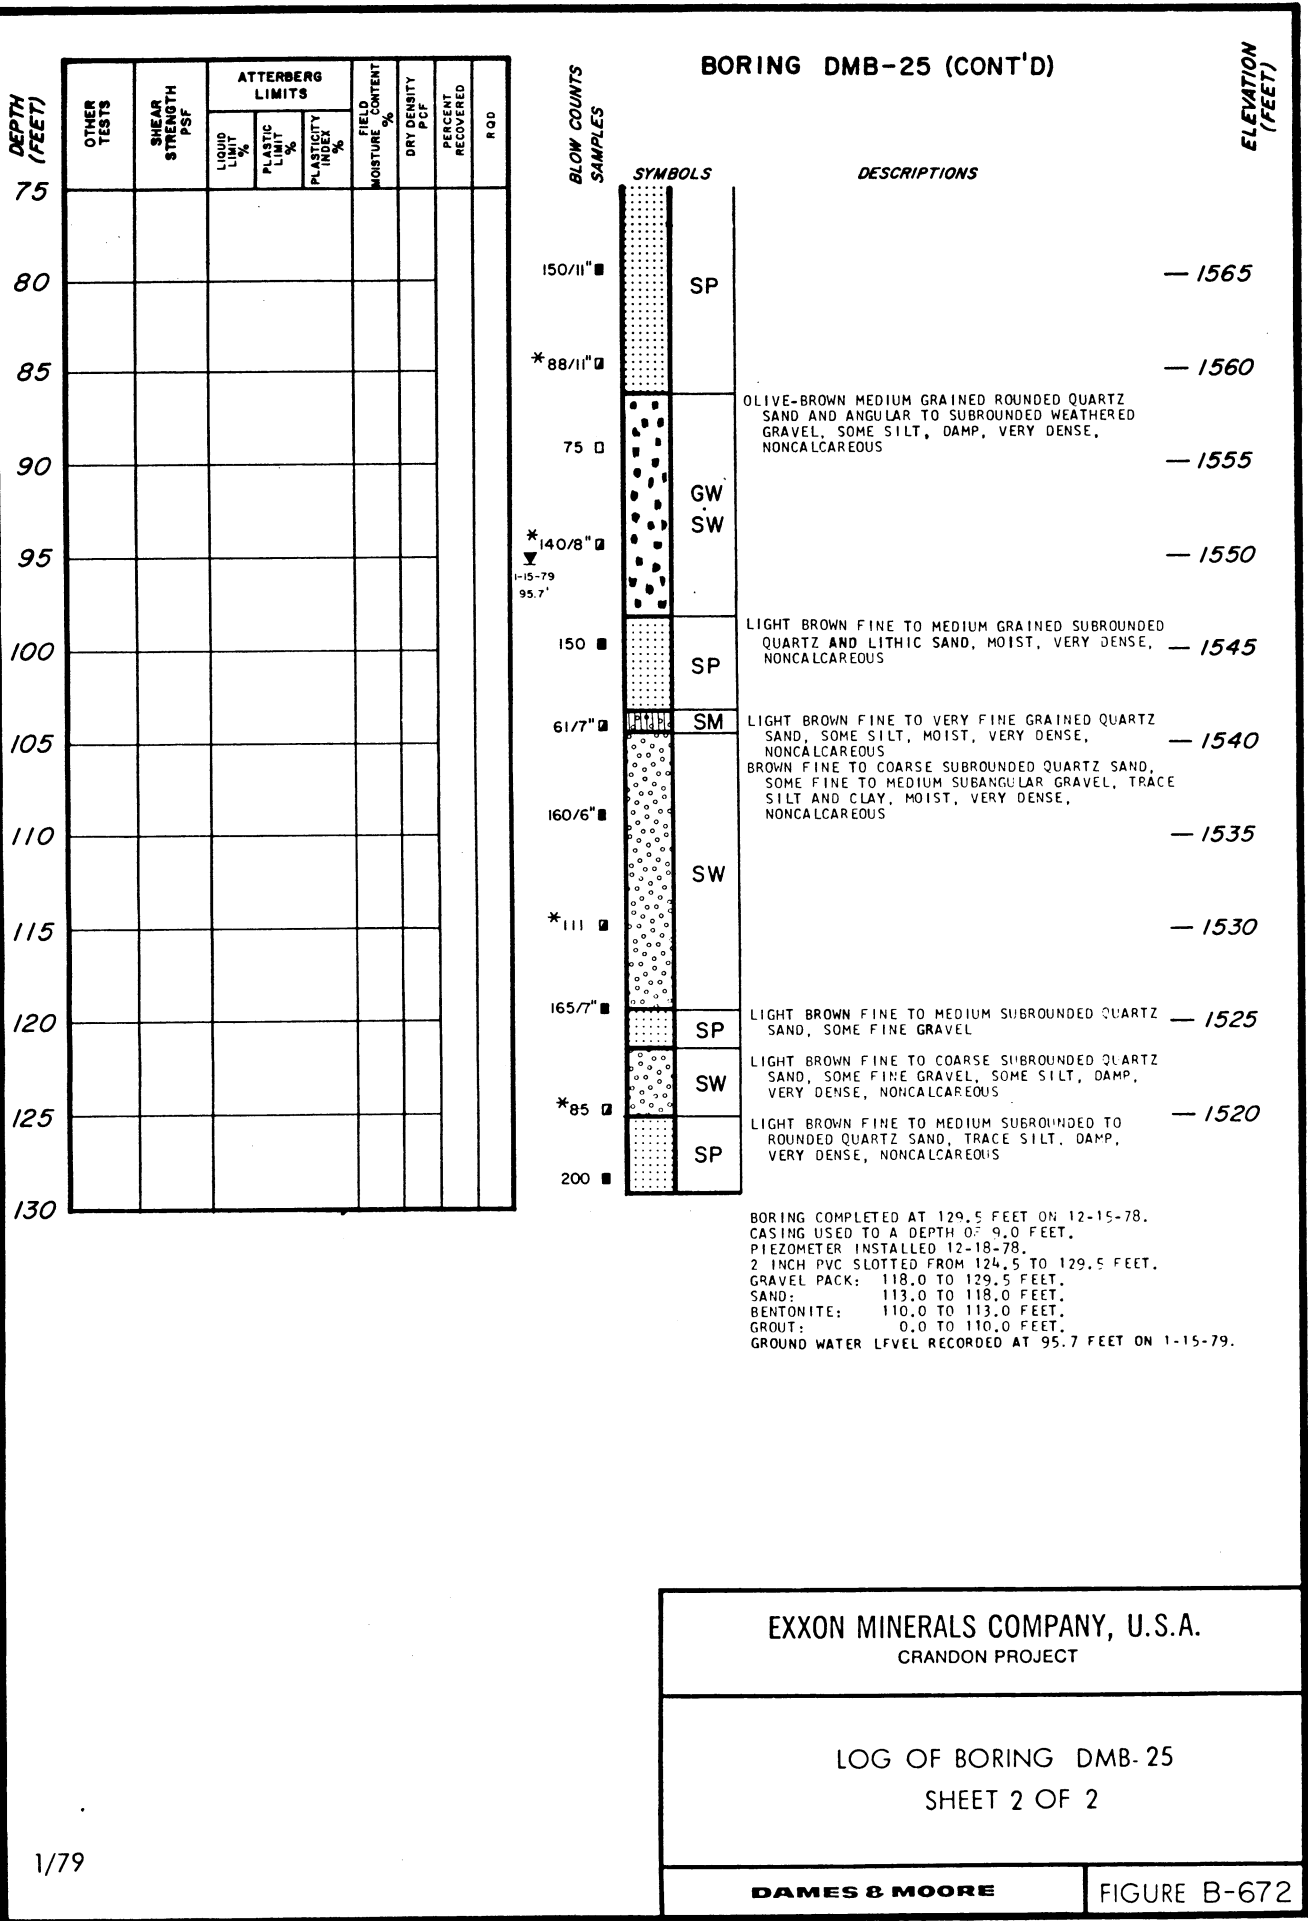 BORING DMB-25 (CONT'D)
DEPTH
(FEET)
OTHER
TESTS
SHEAR
STRENGTH
PSF
ATTERBERG
LIMITS
LIQUID
LIMIT
%
PLASTIC
LIMIT
%
PLASTICITY
INDEX
%
FIELD
MOISTURE CONTENT
%
DRY DENSITY
PCF
PERCENT
RECOVERED
RQD
BLOW COUNTS
SAMPLES
SYMBOLS
DESCRIPTIONS
ELEVATION
(FEET)
75
80
85
90
95
100
105
110
115
120
125
130
150/11"
*88/11"
75
*140/8"
1-15-79
95.7'
150
61/7"
160/6"
*111
165/7"
*85
200
SP
GW
SW
SP
SM
SW
SP
SW
SP
OLIVE-BROWN MEDIUM GRAINED ROUNDED QUARTZ
SAND AND ANGULAR TO SUBROUNDED WEATHERED
GRAVEL, SOME SILT, DAMP, VERY DENSE,
NONCALCAREOUS
LIGHT BROWN FINE TO MEDIUM GRAINED SUBROUNDED
QUARTZ AND LITHIC SAND, MOIST, VERY DENSE,
NONCALCAREOUS
LIGHT BROWN FINE TO VERY FINE GRAINED QUARTZ
SAND, SOME SILT, MOIST, VERY DENSE,
NONCALCAREOUS
BROWN FINE TO COARSE SUBROUNDED QUARTZ SAND,
SOME FINE TO MEDIUM SUBANGULAR GRAVEL, TRACE
SILT AND CLAY, MOIST, VERY DENSE,
NONCALCAREOUS
LIGHT BROWN FINE TO MEDIUM SUBROUNDED QUARTZ
SAND, SOME FINE GRAVEL
LIGHT BROWN FINE TO COARSE SUBROUNDED QUARTZ
SAND, SOME FINE GRAVEL, SOME SILT, DAMP,
VERY DENSE, NONCALCAREOUS
LIGHT BROWN FINE TO MEDIUM SUBROUNDED TO
ROUNDED QUARTZ SAND, TRACE SILT, DAMP,
VERY DENSE, NONCALCAREOUS
— 1565
— 1560
— 1555
— 1550
— 1545
— 1540
— 1535
— 1530
— 1525
— 1520
BORING COMPLETED AT 129.5 FEET ON 12-15-78.
CASING USED TO A DEPTH OF 9.0 FEET.
PIEZOMETER INSTALLED 12-18-78.
2 INCH PVC SLOTTED FROM 124.5 TO 129.5 FEET.
GRAVEL PACK: 118.0 TO 129.5 FEET.
SAND: 113.0 TO 118.0 FEET.
BENTONITE: 110.0 TO 113.0 FEET.
GROUT: 0.0 TO 110.0 FEET.
GROUND WATER LEVEL RECORDED AT 95.7 FEET ON 1-15-79.
EXXON MINERALS COMPANY, U.S.A.
CRANDON PROJECT
LOG OF BORING DMB-25
SHEET 2 OF 2
1/79
DAMES & MOORE
FIGURE B-672